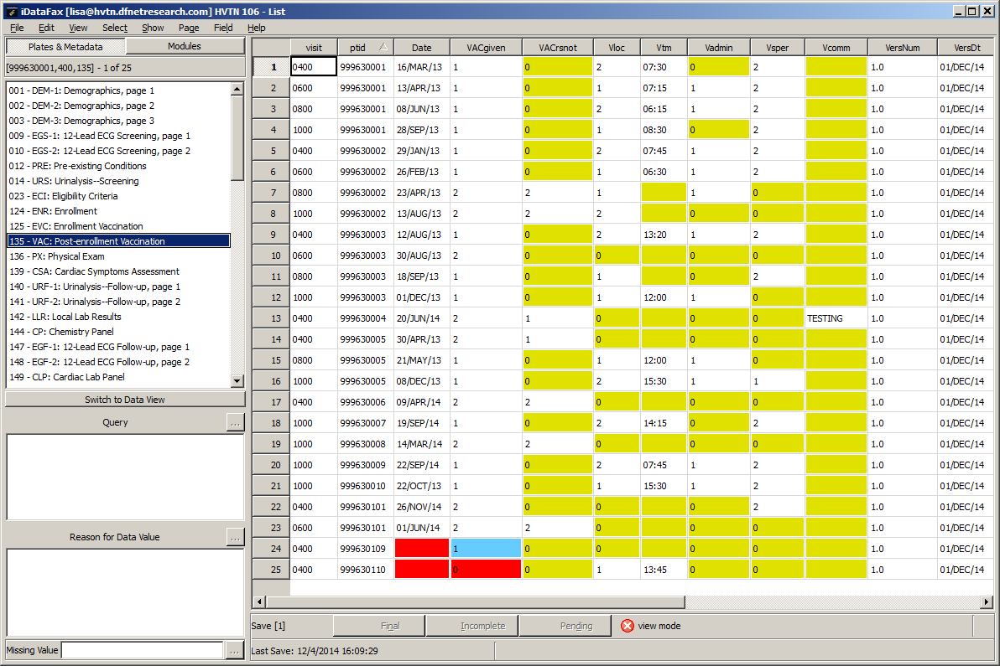 iDataFax [lisa@hvtn.dfnetresearch.com] HVTN 106 - List
File Edit View Select Show Page Field Help
Plates & Metadata Modules
[999630001,400,135] - 1 of 25
001 - DEM-1: Demographics, page 1
002 - DEM-2: Demographics, page 2
003 - DEM-3: Demographics, page 3
009 - EGS-1: 12-Lead ECG Screening, page 1
010 - EGS-2: 12-Lead ECG Screening, page 2
012 - PRE: Pre-existing Conditions
014 - URS: Urinalysis--Screening
023 - ECI: Eligibility Criteria
124 - ENR: Enrollment
125 - EVC: Enrollment Vaccination
135 - VAC: Post-enrollment Vaccination
136 - PX: Physical Exam
139 - CSA: Cardiac Symptoms Assessment
140 - URF-1: Urinalysis--Follow-up, page 1
141 - URF-2: Urinalysis--Follow-up, page 2
142 - LLR: Local Lab Results
144 - CP: Chemistry Panel
147 - EGF-1: 12-Lead ECG Follow-up, page 1
148 - EGF-2: 12-Lead ECG Follow-up, page 2
149 - CLP: Cardiac Lab Panel
Switch to Data View
Query ...
Reason for Data Value ...
Missing Value ...
visit ptid Date VACgiven VACrsnot Vloc Vtm Vadmin Vsper Vcomm VersNum VersDt
1 0400 999630001 16/MAR/13 1 0 2 07:30 0 2 1.0 01/DEC/14
2 0600 999630001 13/APR/13 1 0 1 07:15 1 2 1.0 01/DEC/14
3 0800 999630001 08/JUN/13 1 0 2 06:15 1 2 1.0 01/DEC/14
4 1000 999630001 28/SEP/13 1 0 1 08:30 0 2 1.0 01/DEC/14
5 0400 999630002 29/JAN/13 1 0 2 07:45 1 2 1.0 01/DEC/14
6 0600 999630002 26/FEB/13 1 0 1 06:30 1 2 1.0 01/DEC/14
7 0800 999630002 23/APR/13 2 2 1 1 0 1.0 01/DEC/14
8 1000 999630002 13/AUG/13 2 2 2 0 0 1.0 01/DEC/14
9 0400 999630003 12/AUG/13 1 0 2 13:20 1 2 1.0 01/DEC/14
10 0600 999630003 30/AUG/13 2 0 0 0 0 1.0 01/DEC/14
11 0800 999630003 18/SEP/13 1 0 1 0 2 1.0 01/DEC/14
12 1000 999630003 01/DEC/13 1 0 1 12:00 1 0 1.0 01/DEC/14
13 0400 999630004 20/JUN/14 2 1 0 0 0 TESTING 1.0 01/DEC/14
14 0400 999630005 30/APR/13 2 1 0 0 0 1.0 01/DEC/14
15 0800 999630005 21/MAY/13 1 0 1 12:00 1 0 1.0 01/DEC/14
16 1000 999630005 08/DEC/13 1 0 2 15:30 1 1 1.0 01/DEC/14
17 0400 999630006 09/APR/14 2 2 0 0 0 1.0 01/DEC/14
18 1000 999630007 19/SEP/14 1 0 2 14:15 0 2 1.0 01/DEC/14
19 1000 999630008 14/MAR/14 2 2 0 0 0 1.0 01/DEC/14
20 1000 999630009 22/SEP/14 1 0 2 07:45 1 2 1.0 01/DEC/14
21 1000 999630010 22/OCT/13 1 0 1 15:30 1 2 1.0 01/DEC/14
22 0400 999630101 26/NOV/14 2 0 0 0 2 1.0 01/DEC/14
23 0600 999630101 01/JUN/14 2 2 0 0 0 1.0 01/DEC/14
24 0400 999630109 1 0 0 0 0 1.0 01/DEC/14
25 0400 999630110 0 0 1 13:45 0 0 1.0 01/DEC/14
Save [1] Final Incomplete Pending view mode
Last Save: 12/4/2014 16:09:29